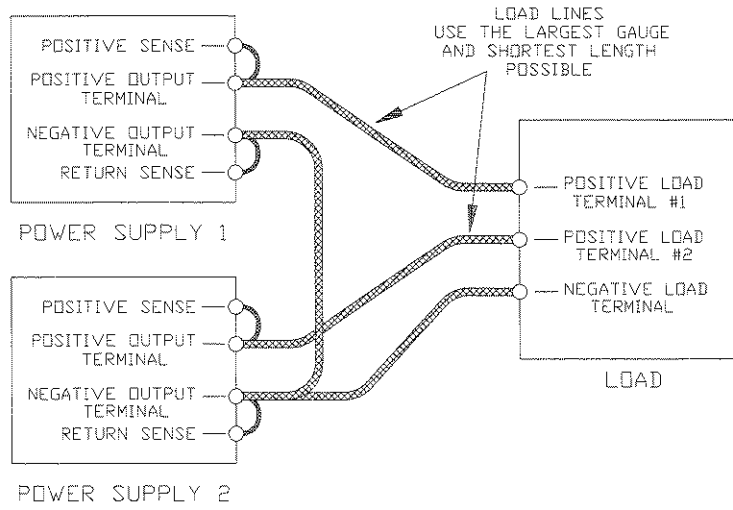 LOAD LINES
USE THE LARGEST GAUGE
AND SHORTEST LENGTH
POSSIBLE
POSITIVE SENSE
POSITIVE OUTPUT
TERMINAL
NEGATIVE OUTPUT
TERMINAL
RETURN SENSE
POWER SUPPLY 1
POSITIVE LOAD
TERMINAL #1
POSITIVE LOAD
TERMINAL #2
NEGATIVE LOAD
TERMINAL
LOAD
POSITIVE SENSE
POSITIVE OUTPUT
TERMINAL
NEGATIVE OUTPUT
TERMINAL
RETURN SENSE
POWER SUPPLY 2